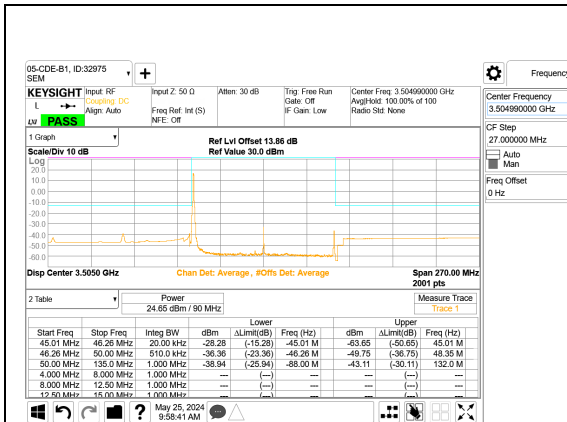 05-CDE-B1, ID:32975
SEM
Frequency
KEYSIGHT Input: RF Input Z: 50 Ω Atten: 30 dB Trig: Free Run Center Freq: 3.504990000 GHz
L Coupling: DC Gate: Off Avg|Hold: 100.00% of 100
Align: Auto Freq Ref: Int (S) IF Gain: Low Radio Std: None
NFE: Off
LXI PASS
Center Frequency
3.504990000 GHz
CF Step
27.000000 MHz
Auto
Man
Freq Offset
0 Hz
1 Graph
Ref Lvl Offset 13.86 dB
Scale/Div 10 dB Ref Value 30.0 dBm
Log
20.0
10.0
0.00
-10.0
-20.0
-30.0
-40.0
-50.0
-60.0
Disp Center 3.5050 GHz Chan Det: Average , #Offs Det: Average Span 270.00 MHz
2001 pts
2 Table Power Measure Trace
24.65 dBm / 90 MHz Trace 1
Lower Upper
Start Freq Stop Freq Integ BW dBm ΔLimit(dB) Freq (Hz) dBm ΔLimit(dB) Freq (Hz)
45.01 MHz 46.26 MHz 20.00 kHz -28.28 (-15.28) -45.01 M -63.65 (-50.65) 45.01 M
46.26 MHz 50.00 MHz 510.0 kHz -36.36 (-23.36) -46.26 M -49.75 (-36.75) 48.35 M
50.00 MHz 135.0 MHz 1.000 MHz -38.94 (-25.94) -88.00 M -43.11 (-30.11) 132.0 M
4.000 MHz 8.000 MHz 1.000 MHz --- (---) --- --- (---) ---
8.000 MHz 12.50 MHz 1.000 MHz --- (---) --- --- (---) ---
12.50 MHz 15.00 MHz 1.000 MHz --- (---) --- --- (---) ---
? May 25, 2024
9:58:41 AM